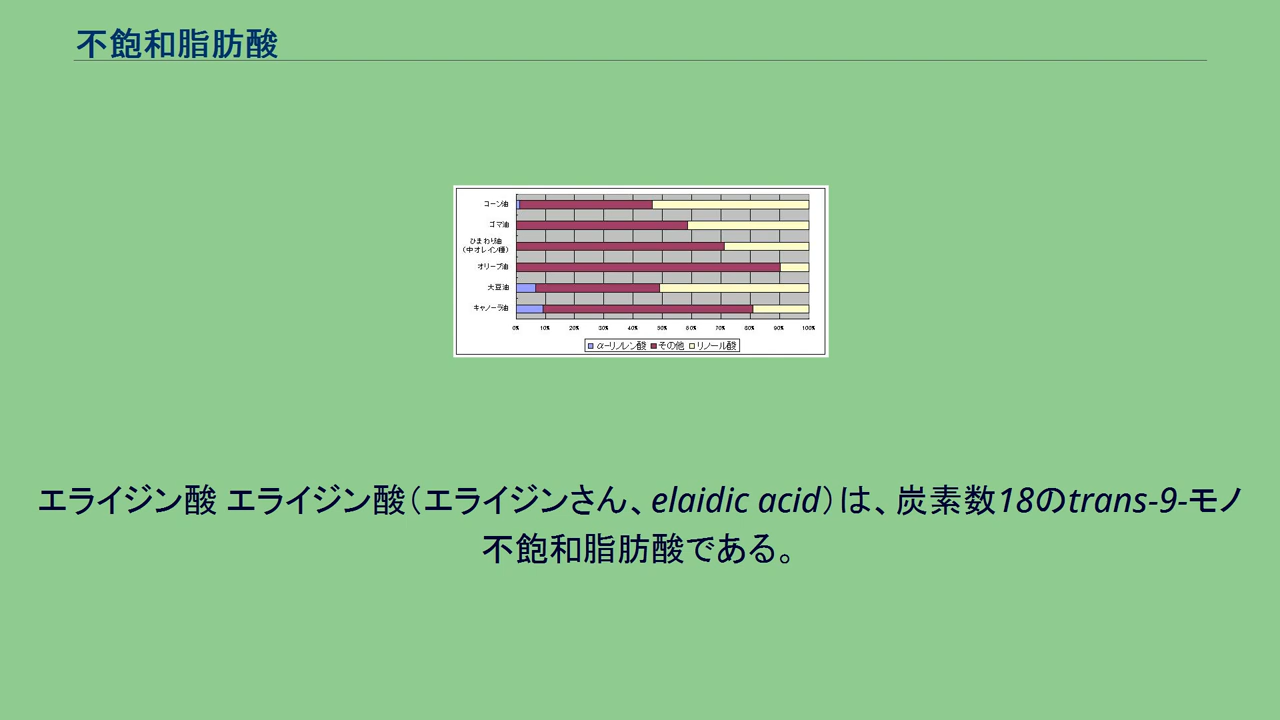 不飽和脂肪酸
コーン油
ゴマ油
ひまわり油
(中オレイン種)
オリーブ油
大豆油
キャノーラ油
0% 10% 20% 30% 40% 50% 60% 70% 80% 90% 100%
α-リノレン酸 その他 リノール酸
エライジン酸 エライジン酸（エライジンさん、elaidic acid）は、炭素数18のtrans-9-モノ
不飽和脂肪酸である。